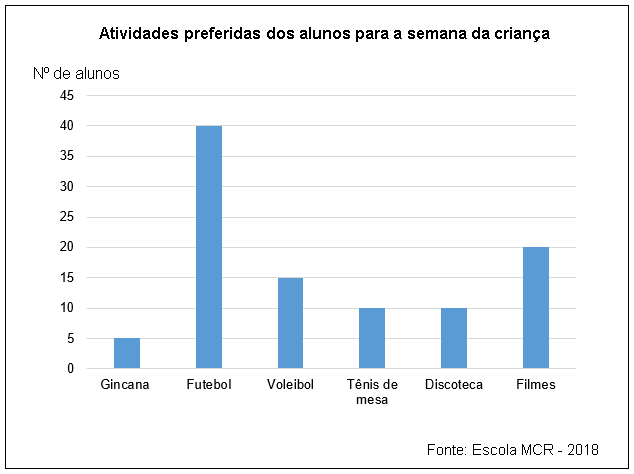 Atividades preferidas dos alunos para a semana da criança
Nº de alunos
45
40
35
30
25
20
15
10
5
0
Gincana Futebol Voleibol Tênis de mesa Discoteca Filmes
Fonte: Escola MCR - 2018